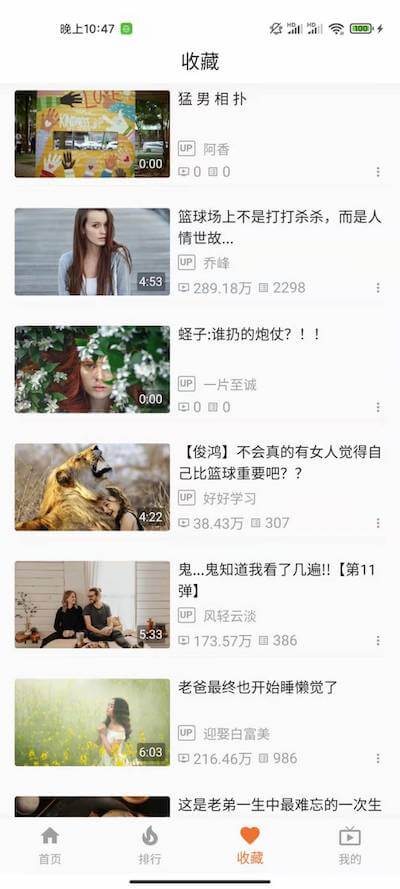 晚上10:47
HD
HD
100
收藏
LOVE
猛 男 相 扑
0:00
UP 阿香
0 0
篮球场上不是打打杀杀，而是人
情世故...
UP 乔峰
4:53
289.18万 2298
蛏子:谁扔的炮仗？！！
UP 一片至诚
0:00
0 0
【俊鸿】不会真的有女人觉得自
己比篮球重要吧？？
UP 好好学习
4:22
38.43万 307
鬼...鬼知道我看了几遍!!【第11
弹】
UP 风轻云淡
5:33
173.57万 386
老爸最终也开始睡懒觉了
UP 迎娶白富美
6:03
216.46万 986
这是老弟一生中最难忘的一次生
首页
排行
收藏
我的